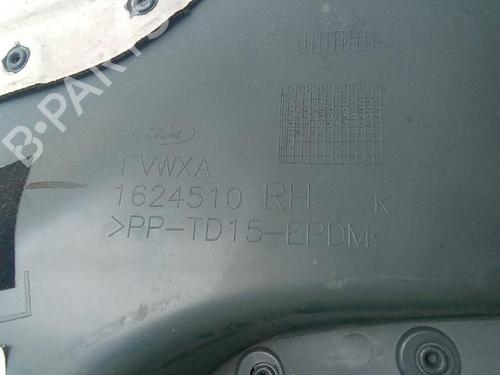 B-PARTS
Ford
FVWXA
1624510 RH K
>PP-TD15-EPDM<